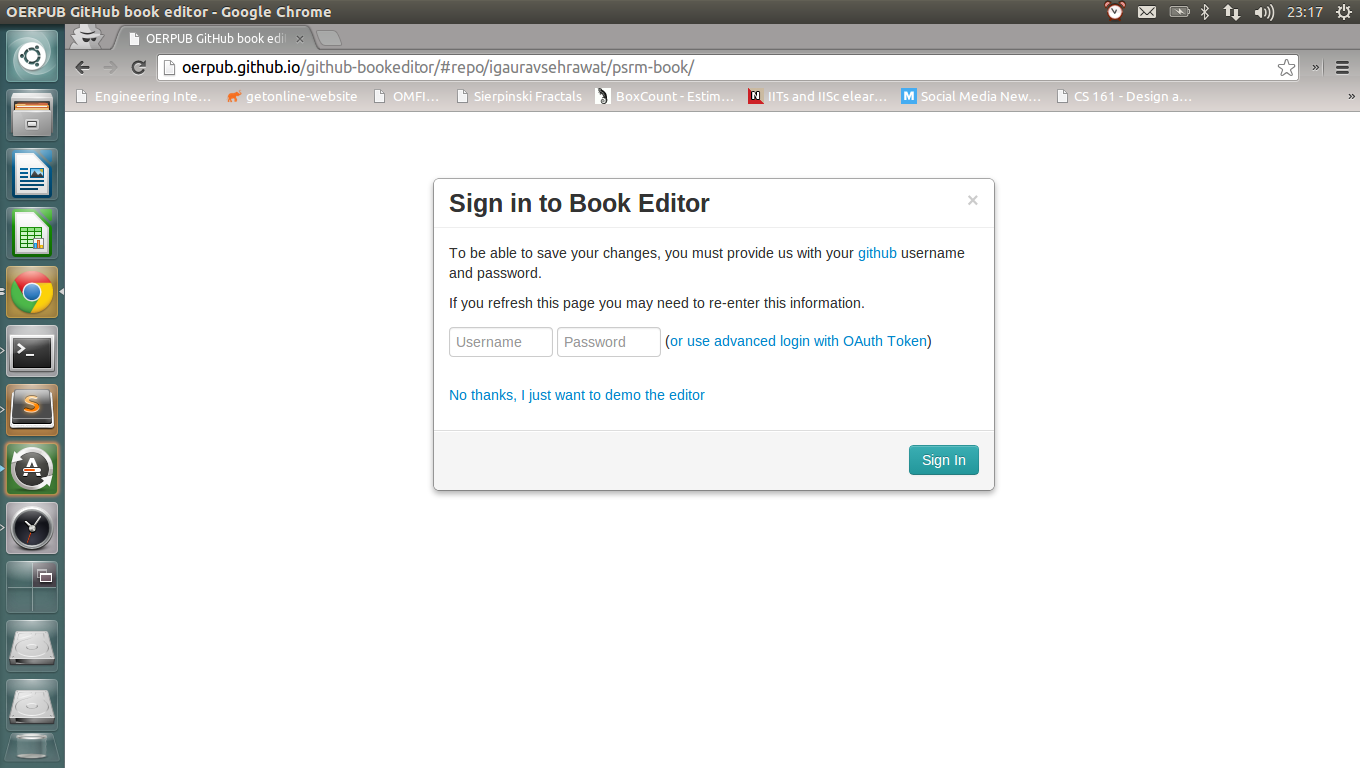 OERPUB GitHub book editor - Google Chrome
23:17
OERPUB GitHub book edi
oerpub.github.io/github-bookeditor/#repo/igauravsehrawat/psrm-book/
Engineering Inte... getonline-website OMFI... Sierpinski Fractals BoxCount - Estim... N IITs and IISc elear... M Social Media New... CS 161 - Design a... »
Sign in to Book Editor ×
To be able to save your changes, you must provide us with your github username
and password.
If you refresh this page you may need to re-enter this information.
Username Password (or use advanced login with OAuth Token)
No thanks, I just want to demo the editor
Sign In